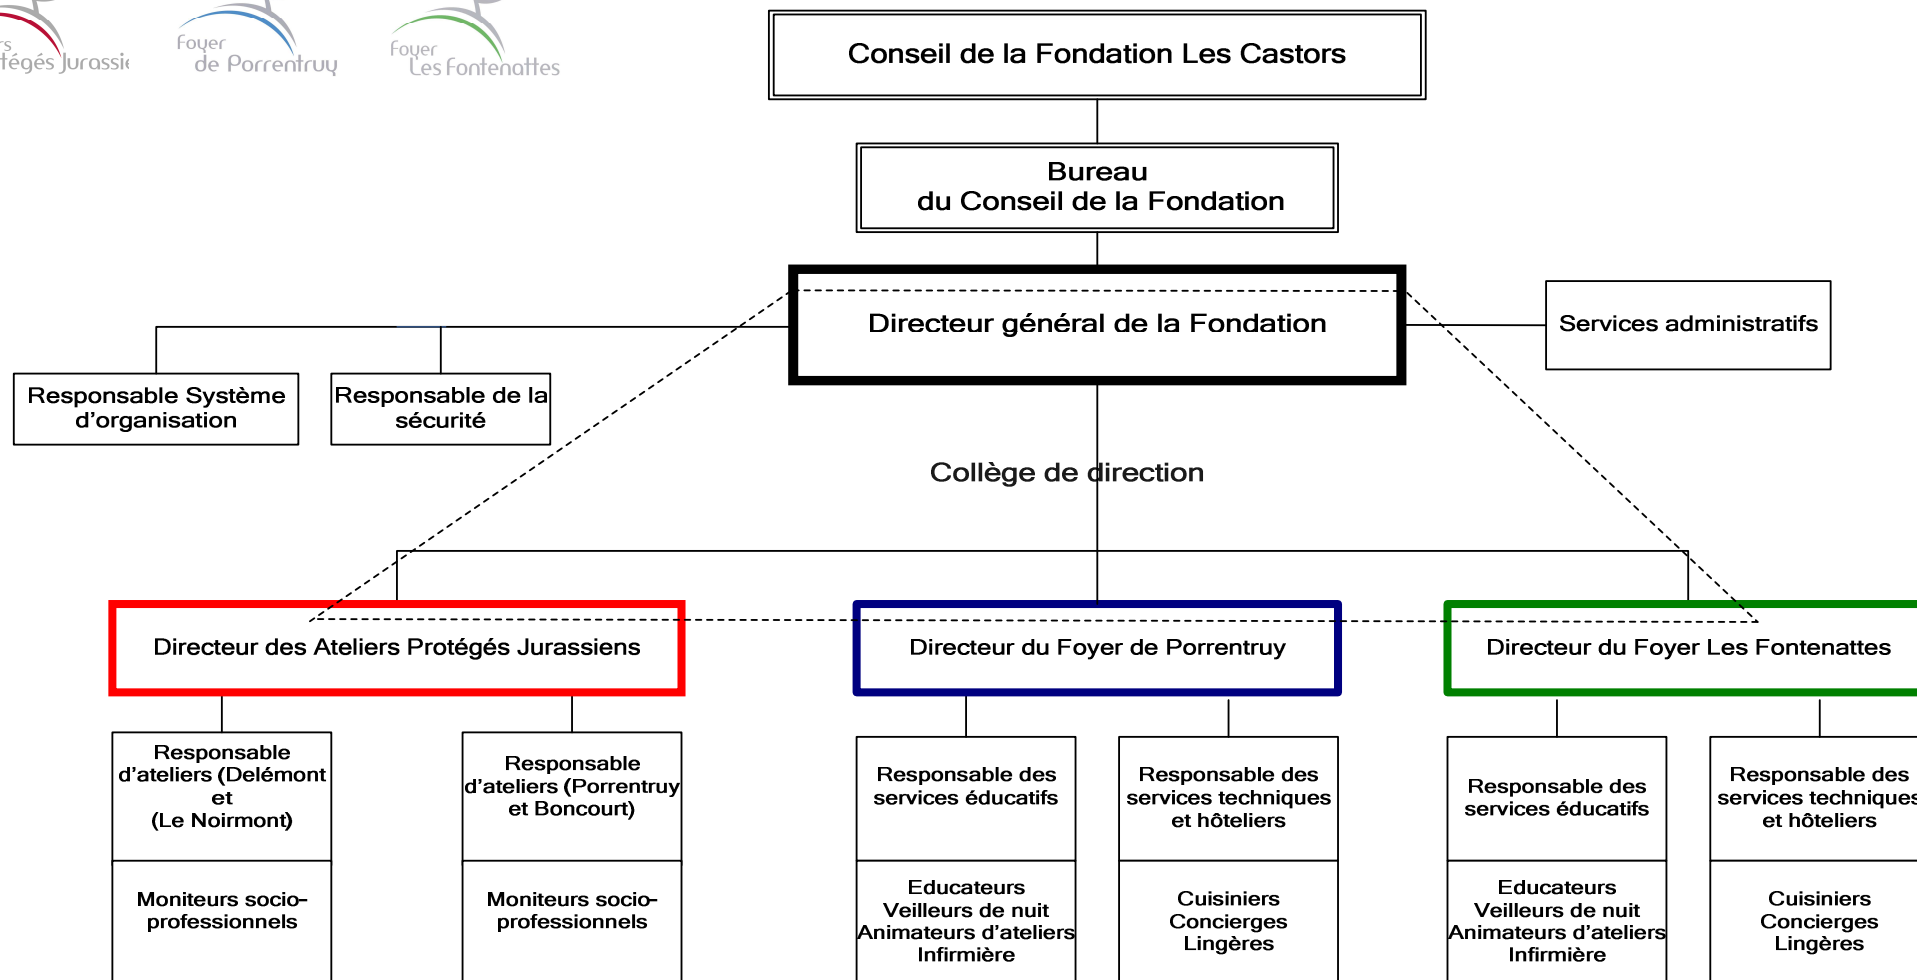 Foyer
de Porrentruy
Foyer
Les Fontenattes
Conseil de la Fondation Les Castors
Bureau
du Conseil de la Fondation
Directeur général de la Fondation
Services administratifs
Responsable Système
d’organisation
Responsable de la
sécurité
Collège de direction
Directeur des Ateliers Protégés Jurassiens
Directeur du Foyer de Porrentruy
Directeur du Foyer Les Fontenattes
Responsable
d’ateliers (Delémont
et
(Le Noirmont)
Responsable
d’ateliers (Porrentruy
et Boncourt)
Responsable des
services éducatifs
Responsable des
services techniques
et hôteliers
Responsable des
services éducatifs
Responsable des
services techniques
et hôteliers
Moniteurs socio-
professionnels
Moniteurs socio-
professionnels
Educateurs
Veilleurs de nuit
Animateurs d’ateliers
Infirmière
Cuisiniers
Concierges
Lingères
Educateurs
Veilleurs de nuit
Animateurs d’ateliers
Infirmière
Cuisiniers
Concierges
Lingères